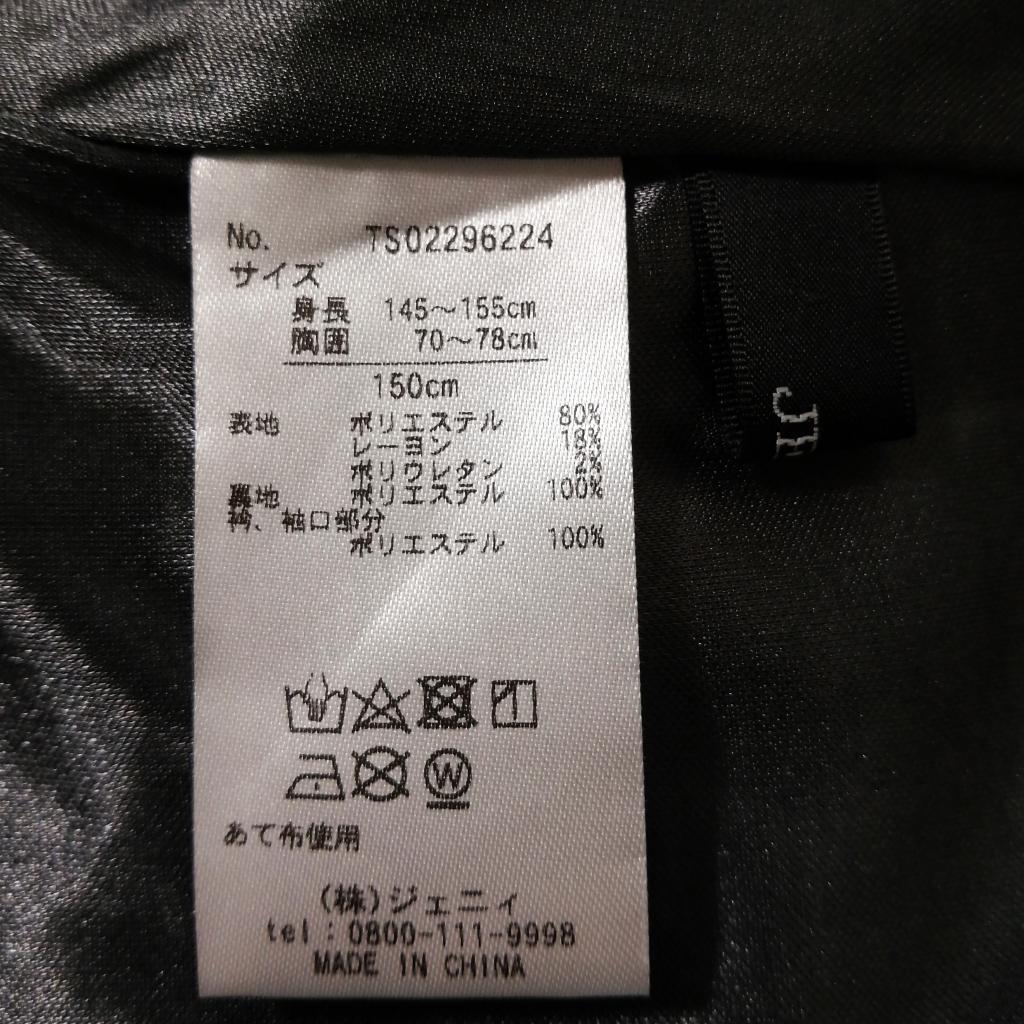 No. TS02296224
サイズ
身長 145〜155cm
胸囲 70〜78cm
150cm
表地 ポリエステル 80%
レーヨン 18%
ポリウレタン 2%
裏地 ポリエステル 100%
衿、袖口部分
ポリエステル 100%
W
あて布使用
(株)ジェニィ
tel:0800-111-9998
MADE IN CHINA